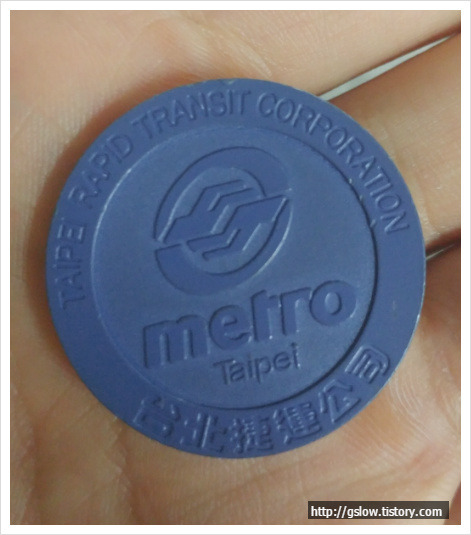 TAIPEI RAPID TRANSIT CORPORATION
metro
Taipei
台北捷運公司
http://gslow.tistory.com